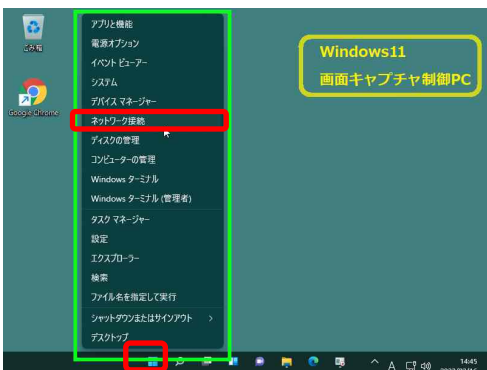 ごみ箱
Google Chrome
アプリと機能
電源オプション
イベント ビューアー
システム
デバイス マネージャー
ネットワーク接続
ディスクの管理
コンピューターの管理
Windows ターミナル
Windows ターミナル (管理者)
タスク マネージャー
設定
エクスプローラー
検索
ファイル名を指定して実行
シャットダウンまたはサインアウト
デスクトップ
Windows11
画面キャプチャ制御PC
A
14:45